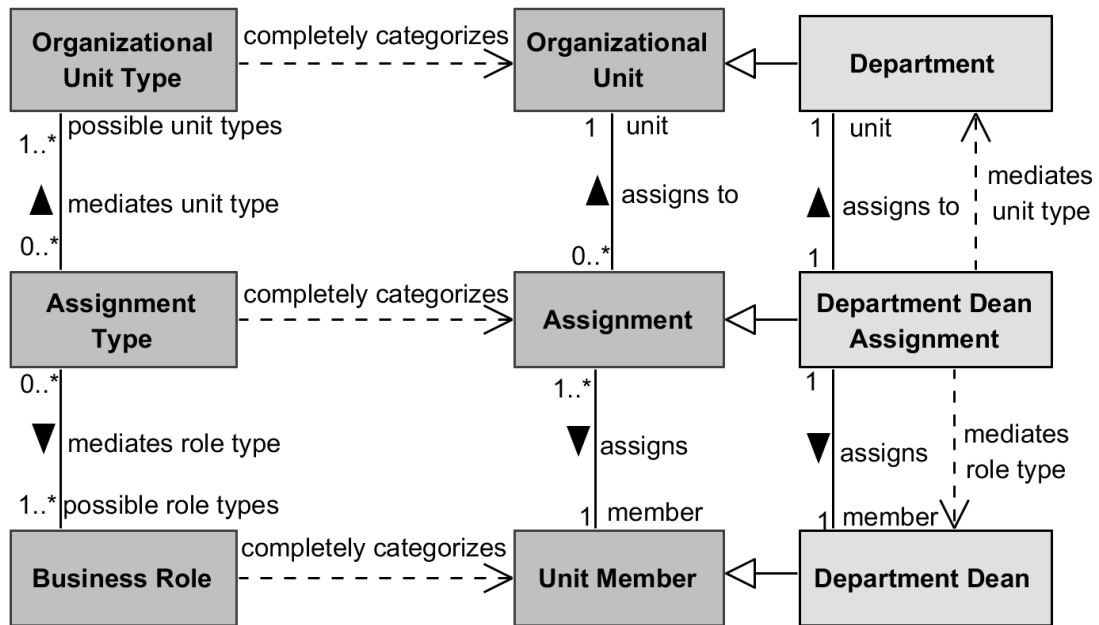 Organizational
Unit Type
completely categorizes
Organizational
Unit
Department
possible unit types
1..*
mediates unit type
0..*
1
unit
assigns to
0..*
1
unit
assigns to
1
mediates
unit type
Assignment
Type
completely categorizes
Assignment
Department Dean
Assignment
0..*
mediates role type
1..*
possible role types
1..*
assigns
1
member
1
assigns
1
member
mediates
role type
Business Role
completely categorizes
Unit Member
Department Dean